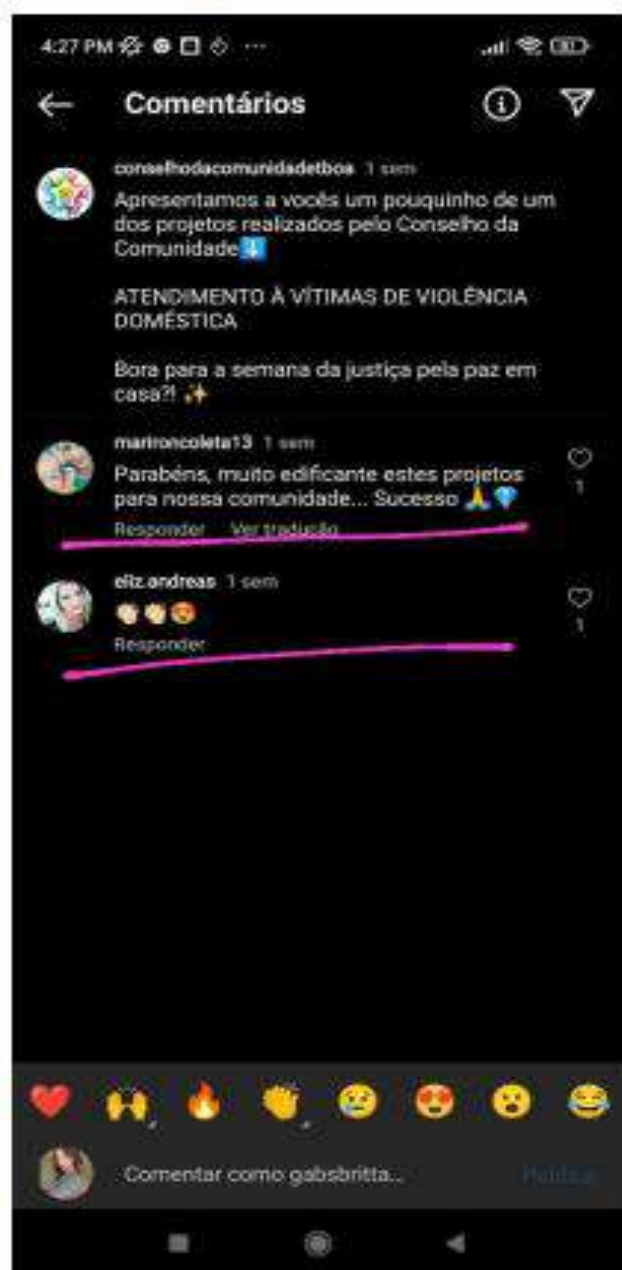 4:27 PM
Comentários
conselhodacomunidadetboa 1 sem
Apresentamos a vocês um pouquinho de um
dos projetos realizados pelo Conselho da
Comunidade⬇️
ATENDIMENTO À VÍTIMAS DE VIOLÊNCIA
DOMÉSTICA
Bora para a semana da justiça pela paz em
casa?! ✨
marironcoleta13 1 sem
Parabéns, muito edificante estes projetos
para nossa comunidade... Sucesso 🙏💎
1
Responder Ver tradução
eliz.andreas 1 sem
👏🏻👏🏻😍
1
Responder
Comentar como gabsbritta... Publicar